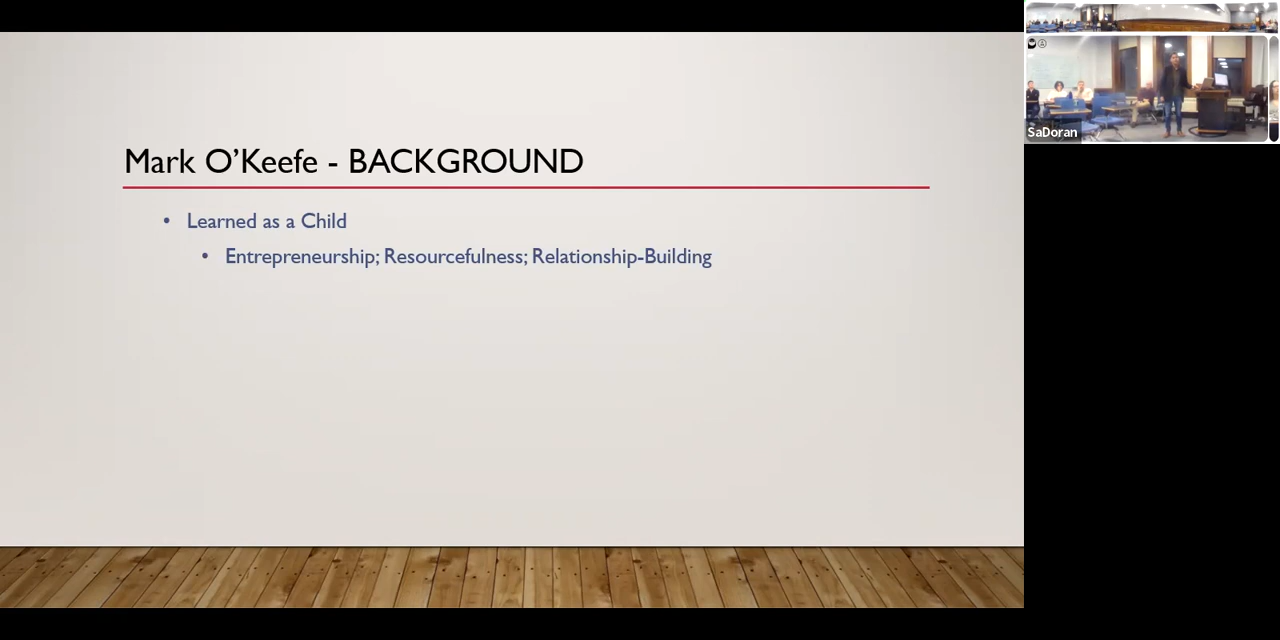 Mark O’Keefe - BACKGROUND
• Learned as a Child
• Entrepreneurship; Resourcefulness; Relationship-Building
SaDoran